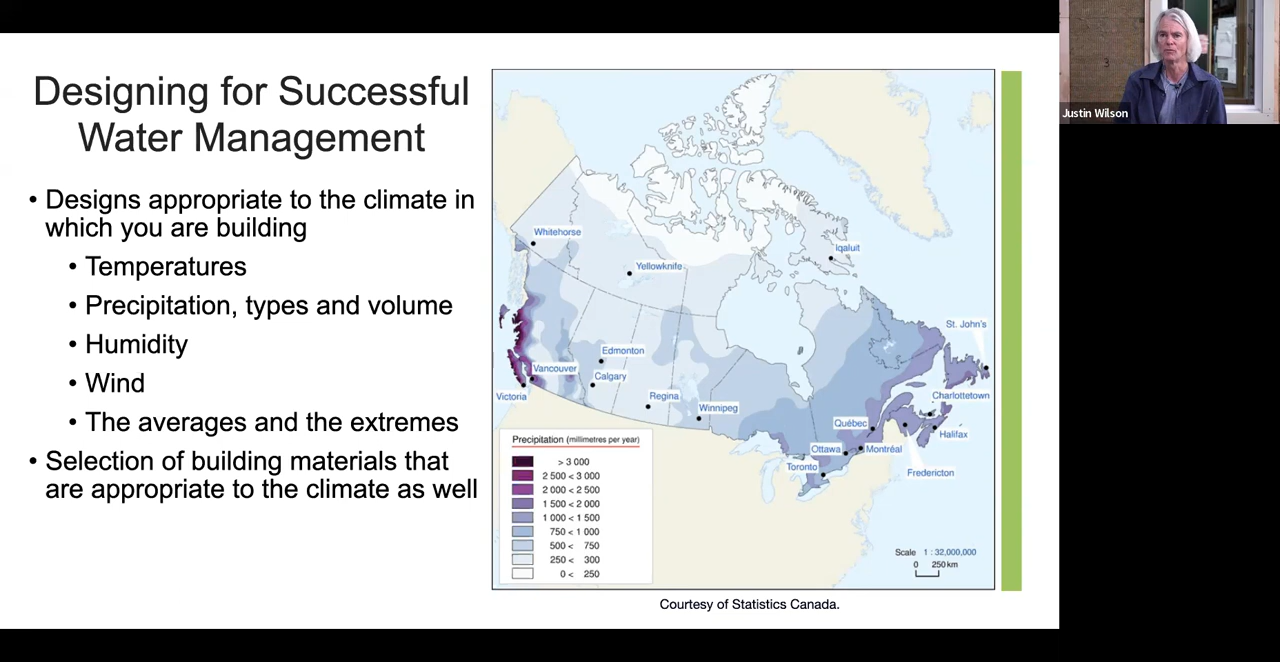 Designing for Successful
Water Management
• Designs appropriate to the climate in
which you are building
• Temperatures
• Precipitation, types and volume
• Humidity
• Wind
• The averages and the extremes
• Selection of building materials that
are appropriate to the climate as well
Whitehorse
Yellowknife
Iqaluit
St. John's
Edmonton
Vancouver
Calgary
Victoria
Regina
Winnipeg
Charlottetown
Québec
Halifax
Ottawa
Montréal
Toronto
Fredericton
Precipitation (millimetres per year)
> 3 000
2 500 < 3 000
2 000 < 2 500
1 500 < 2 000
1 000 < 1 500
750 < 1 000
500 < 750
250 < 300
0 < 250
Scale 1 : 32,000,000
0 250 km
Courtesy of Statistics Canada.
Justin Wilson
3